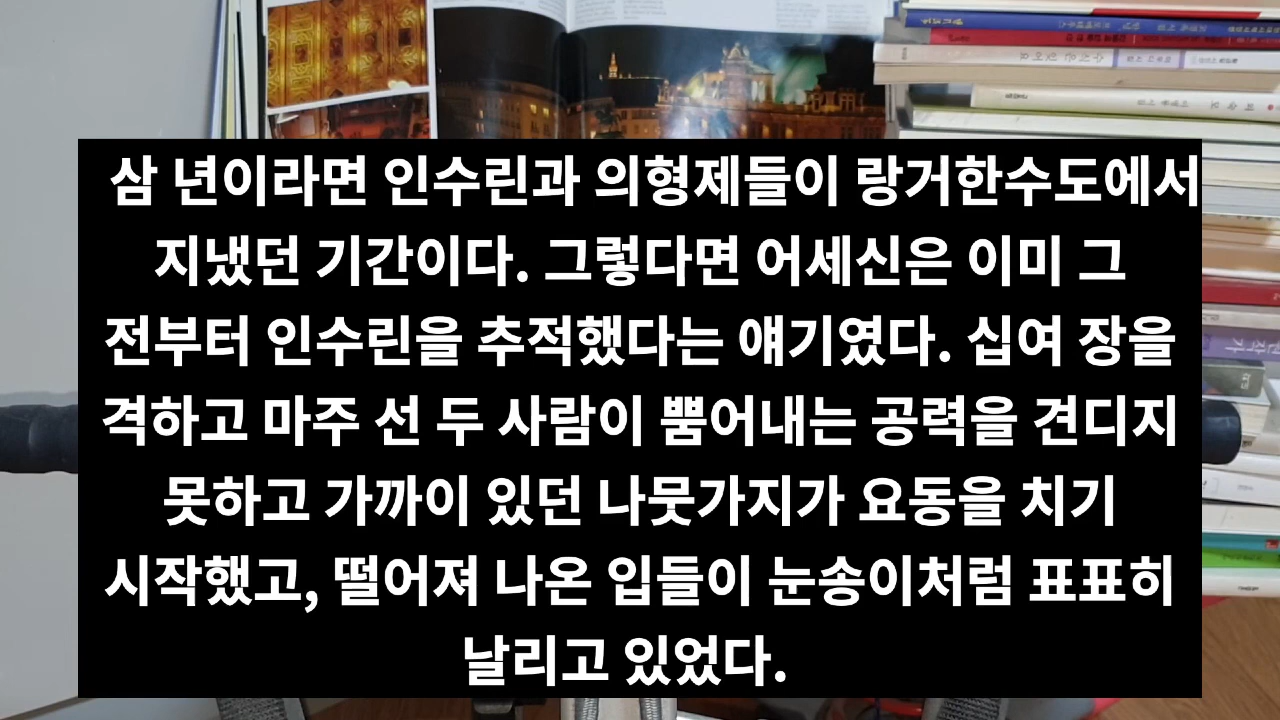 삼 년이라면 인수린과 의형제들이 랑거한수도에서
지냈던 기간이다. 그렇다면 어세신은 이미 그
전부터 인수린을 추적했다는 얘기였다. 십여 장을
격하고 마주 선 두 사람이 뿜어내는 공력을 견디지
못하고 가까이 있던 나뭇가지가 요동을 치기
시작했고, 떨어져 나온 입들이 눈송이처럼 표표히
날리고 있었다.